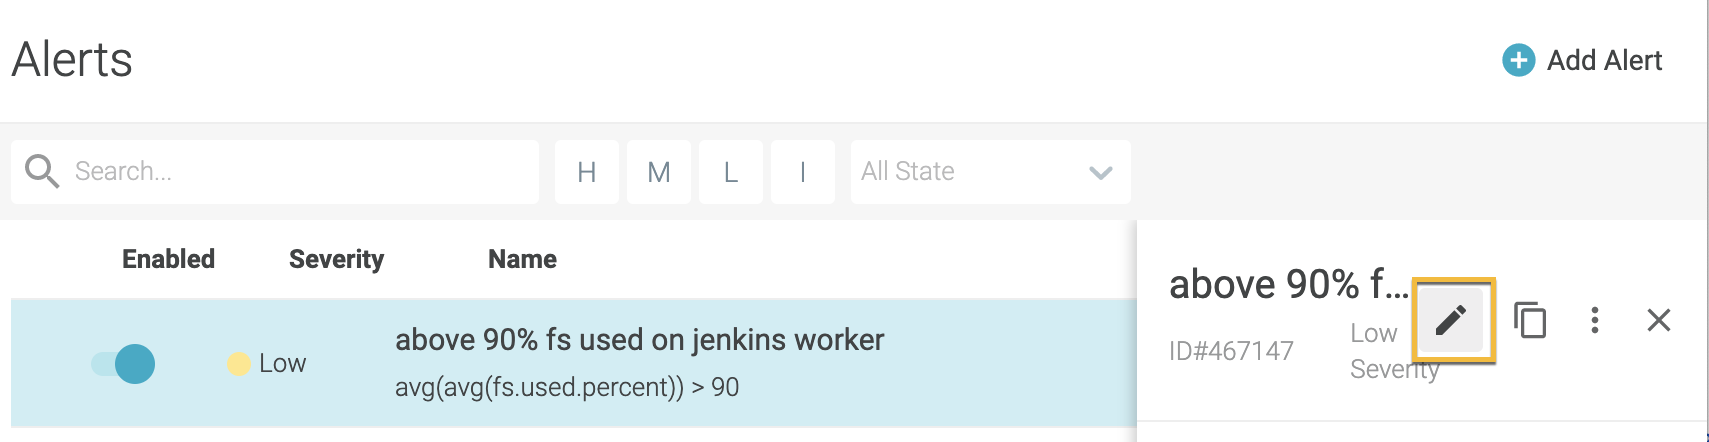 Alerts
Add Alert
Search...
H
M
L
I
All State
Enabled
Severity
Name
Low
above 90% fs used on jenkins worker
avg(avg(fs.used.percent)) > 90
above 90% f...
ID#467147
Low
Severity